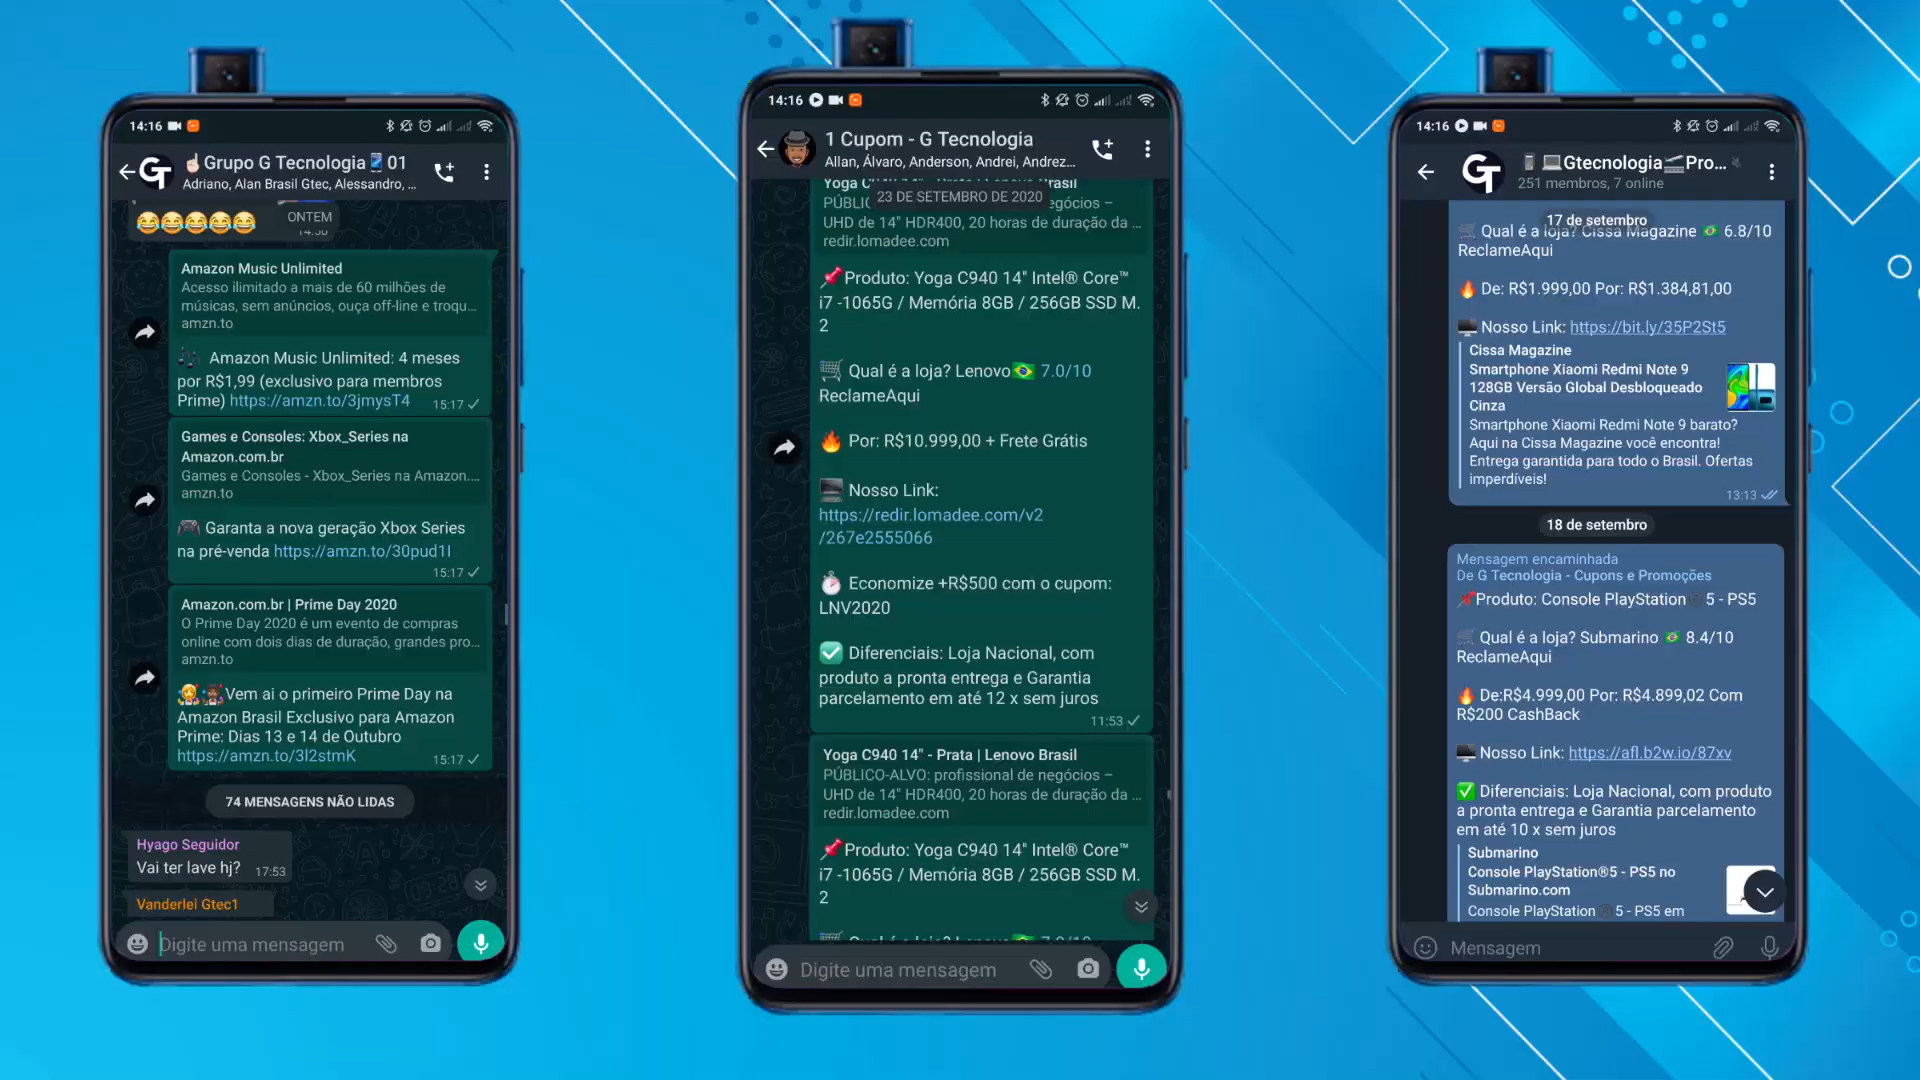 14:16
GT
Grupo G Tecnologia 01
Adriano, Alan Brasil Gtec, Alessandro, ...
ONTEM
Amazon Music Unlimited
Acesso ilimitado a mais de 60 milhões de
músicas, sem anúncios, ouça off-line e troqu...
amzn.to
Amazon Music Unlimited: 4 meses
por R$1,99 (exclusivo para membros
Prime) https://amzn.to/3jmysT4 15:17
Games e Consoles: Xbox_Series na
Amazon.com.br
Games e Consoles - Xbox_Series na Amazon....
amzn.to
Garanta a nova geração Xbox Series
na pré-venda https://amzn.to/30pud1I
15:17
Amazon.com.br | Prime Day 2020
O Prime Day 2020 é um evento de compras
online com dois dias de duração, grandes pro...
amzn.to
Vem ai o primeiro Prime Day na
Amazon Brasil Exclusivo para Amazon
Prime: Dias 13 e 14 de Outubro
https://amzn.to/3l2stmK 15:17
74 MENSAGENS NÃO LIDAS
Hyago Seguidor
Vai ter lave hj? 17:53
Vanderlei Gtec1
Digite uma mensagem
14:16
1 Cupom - G Tecnologia
Allan, Álvaro, Anderson, Andrei, Andrez...
23 DE SETEMBRO DE 2020
negócios –
UHD de 14" HDR400, 20 horas de duração da ...
redir.lomadee.com
Produto: Yoga C940 14" Intel® Core™
i7 -1065G / Memória 8GB / 256GB SSD M.
2
Qual é a loja? Lenovo 7.0/10
ReclameAqui
Por: R$10.999,00 + Frete Grátis
Nosso Link:
https://redir.lomadee.com/v2
/267e2555066
Economize +R$500 com o cupom:
LNV2020
Diferenciais: Loja Nacional, com
produto a pronta entrega e Garantia
parcelamento em até 12 x sem juros
11:53
Yoga C940 14" - Prata | Lenovo Brasil
PÚBLICO-ALVO: profissional de negócios –
UHD de 14" HDR400, 20 horas de duração da ...
redir.lomadee.com
Produto: Yoga C940 14" Intel® Core™
i7 -1065G / Memória 8GB / 256GB SSD M.
2
Digite uma mensagem
14:16
GT
Gtecnologia Pro...
251 membros, 7 online
17 de setembro
Qual é a loja? Cissa Magazine 6.8/10
ReclameAqui
De: R$1.999,00 Por: R$1.384,81,00
Nosso Link: https://bit.ly/35P2St5
Cissa Magazine
Smartphone Xiaomi Redmi Note 9
128GB Versão Global Desbloqueado
Cinza
Smartphone Xiaomi Redmi Note 9 barato?
Aqui na Cissa Magazine você encontra!
Entrega garantida para todo o Brasil. Ofertas
imperdíveis!
13:13
18 de setembro
Mensagem encaminhada
De G Tecnologia - Cupons e Promoções
Produto: Console PlayStation®5 - PS5
Qual é a loja? Submarino 8.4/10
ReclameAqui
De:R$4.999,00 Por: R$4.899,02 Com
R$200 CashBack
Nosso Link: https://afl.b2w.io/87xv
Diferenciais: Loja Nacional, com produto
a pronta entrega e Garantia parcelamento
em até 10 x sem juros
Submarino
Console PlayStation®5 - PS5 no
Submarino.com
Console PlayStation®5 - PS5 em
Mensagem